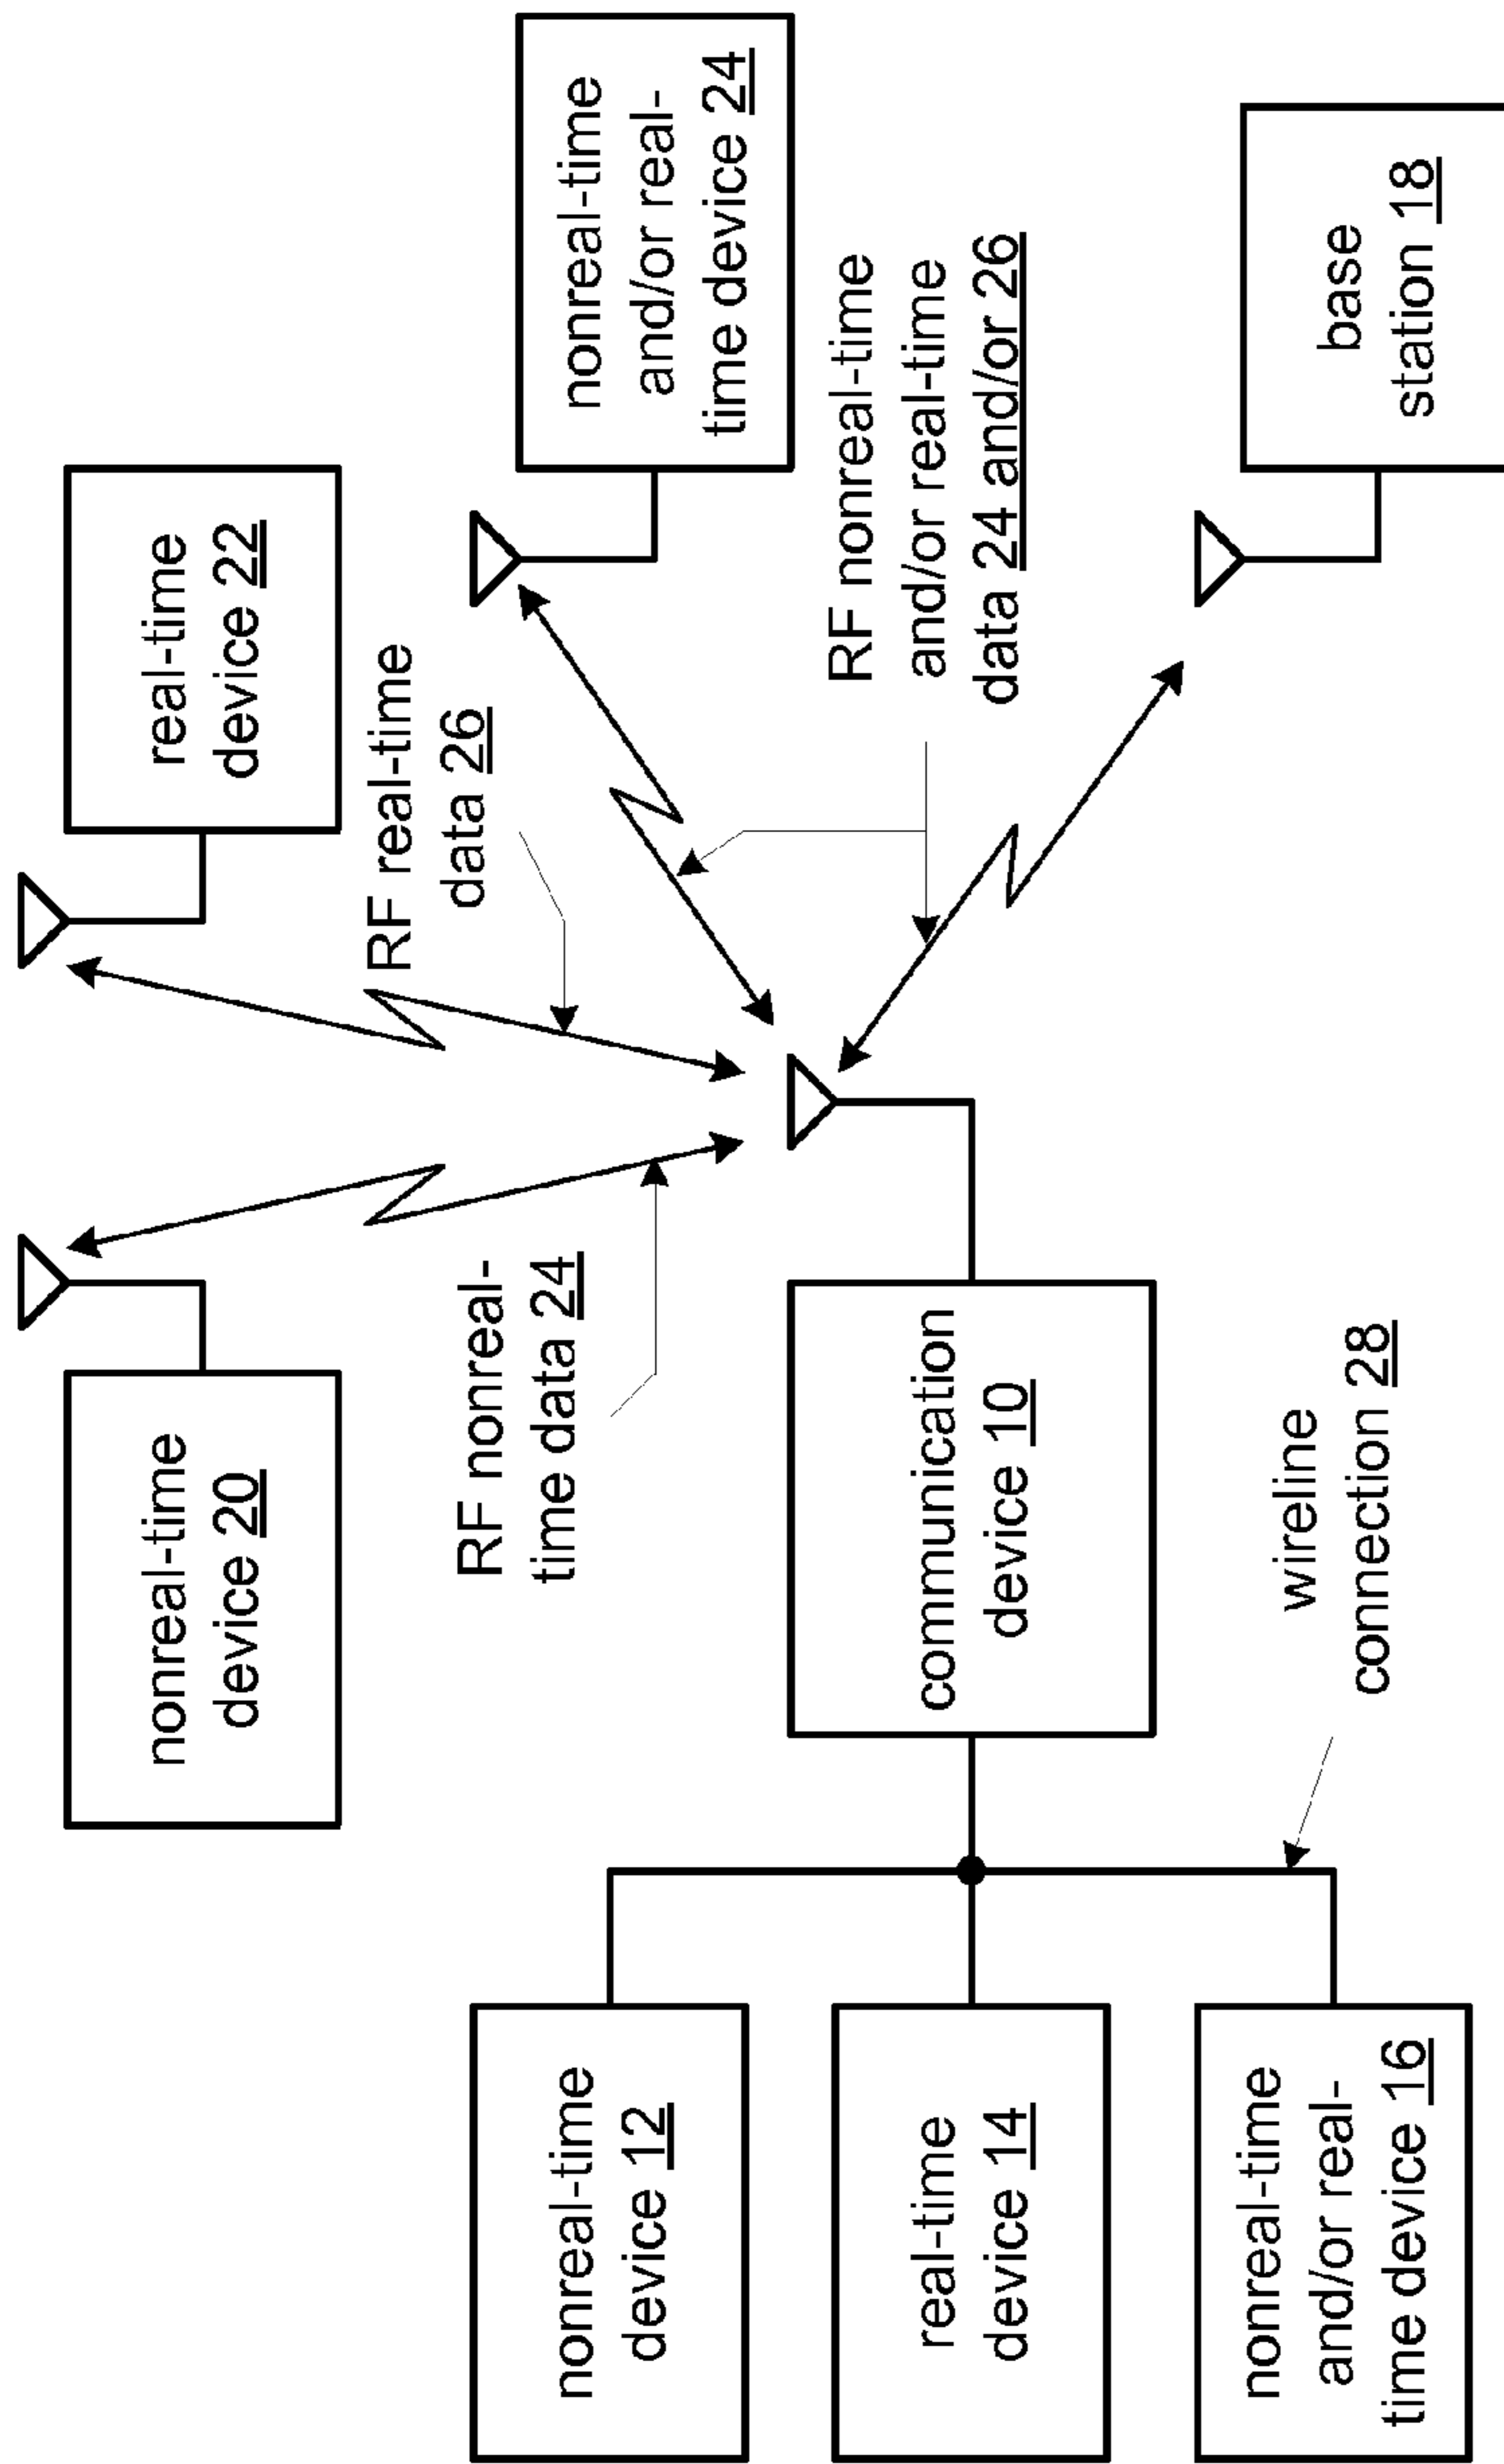 nonreal-time
device 20
real-time
device 22
RF real-time
data 26
RF nonreal-
time data 24
nonreal-time
and/or real-
time device 24
nonreal-time
device 12
communication
device 10
RF nonreal-time
and/or real-time
data 24 and/or 26
real-time
device 14
nonreal-time
and/or real-
time device 16
wireline
connection 28
base
station 18